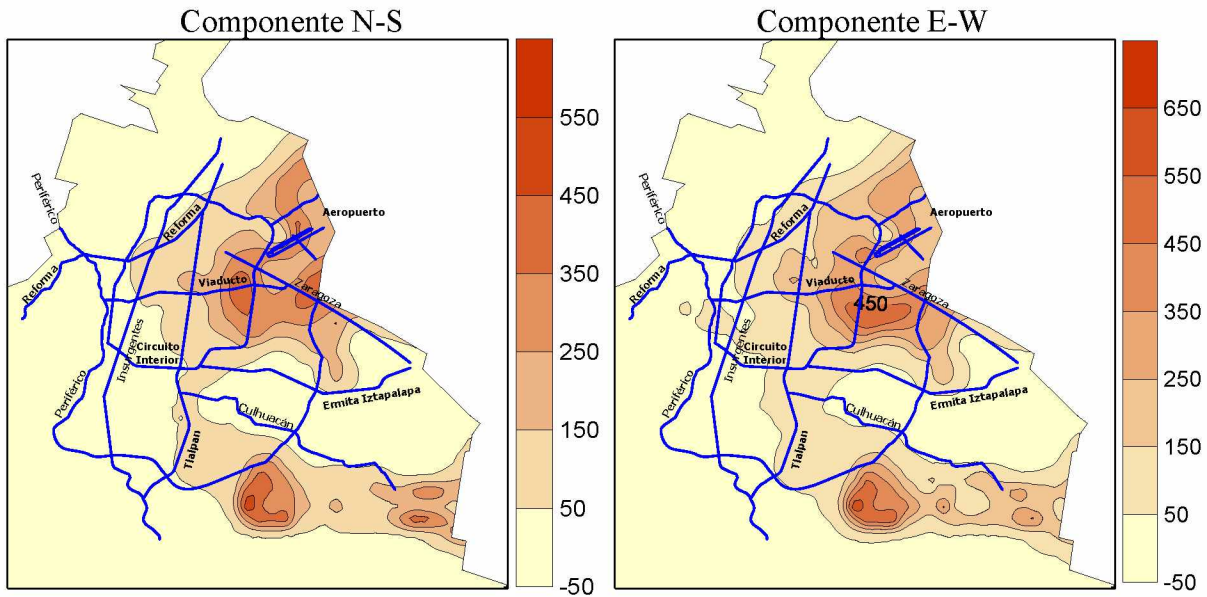 Componente N-S
Periférico
Reforma
Aeropuerto
Reforma
Viaducto
Zaragoza
Insurgentes
Circuito
Interior
Periférico
Ermita Iztapalapa
Culhuacán
Tlalpan
550
450
350
250
150
50
-50
Componente E-W
Periférico
Reforma
Aeropuerto
Reforma
Viaducto
Zaragoza
450
Insurgentes
Circuito
Interior
Periférico
Ermita Iztapalapa
Culhuacán
Tlalpan
650
550
450
350
250
150
50
-50